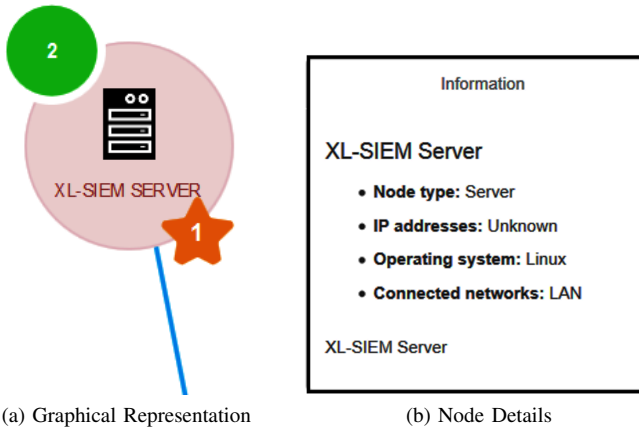 2
XL-SIEM SERVER
1
(a) Graphical Representation
Information
XL-SIEM Server
• Node type: Server
• IP addresses: Unknown
• Operating system: Linux
• Connected networks: LAN
XL-SIEM Server
(b) Node Details